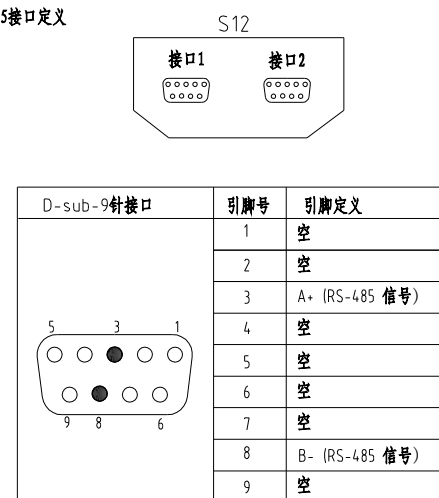 5接口定义
S12
接口1 接口2
D-sub-9针接口 引脚号 引脚定义
1 空
2 空
3 A+ (RS-485 信号)
4 空
5 空
6 空
7 空
8 B- (RS-485 信号)
9 空
5 3 1
9 8 6